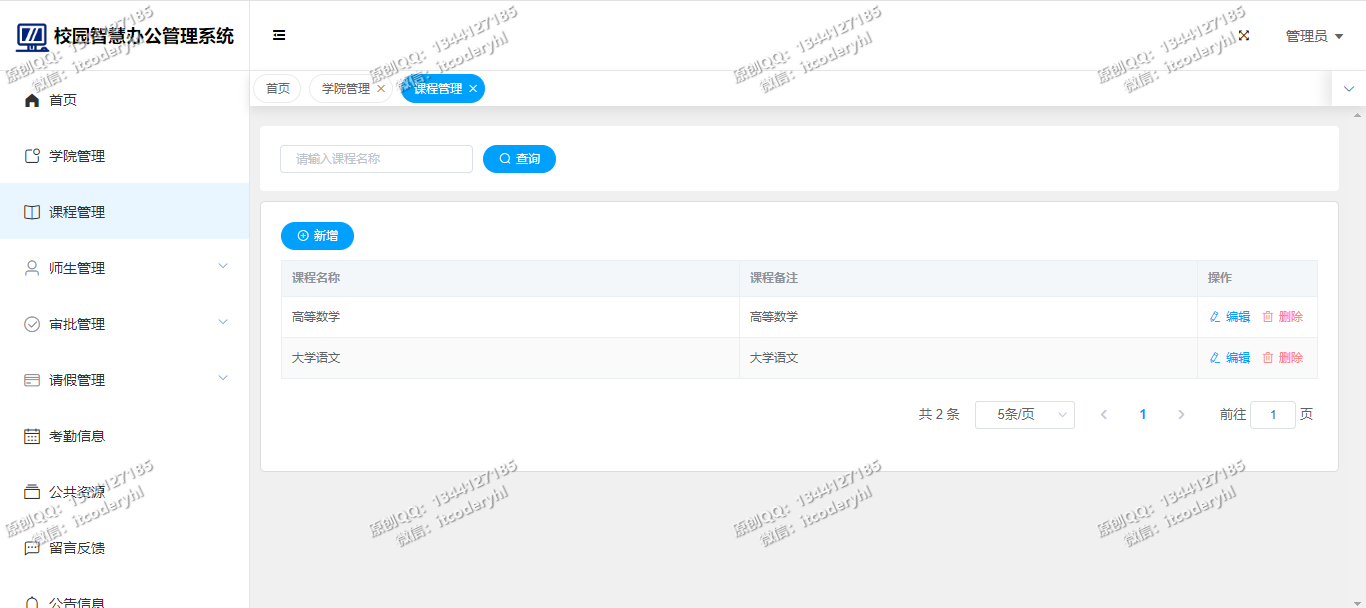 校园智慧办公管理系统
管理员
首页 学院管理 课程管理
首页
学院管理
课程管理
师生管理
审批管理
请假管理
考勤信息
公共资源
留言反馈
公告信息
请输入课程名称 查询
新增
课程名称 课程备注 操作
高等数学 高等数学 编辑 删除
大学语文 大学语文 编辑 删除
共 2 条 5条/页 1 前往 1 页
原创QQ：1344127185
微信：itcoderyhl
原创QQ：1344127185
微信：itcoderyhl
原创QQ：1344127185
微信：itcoderyhl
原创QQ：1344127185
微信：itcoderyhl
原创QQ：1344127185
微信：itcoderyhl
原创QQ：1344127185
微信：itcoderyhl
原创QQ：1344127185
微信：itcoderyhl
原创QQ：1344127185
微信：itcoderyhl